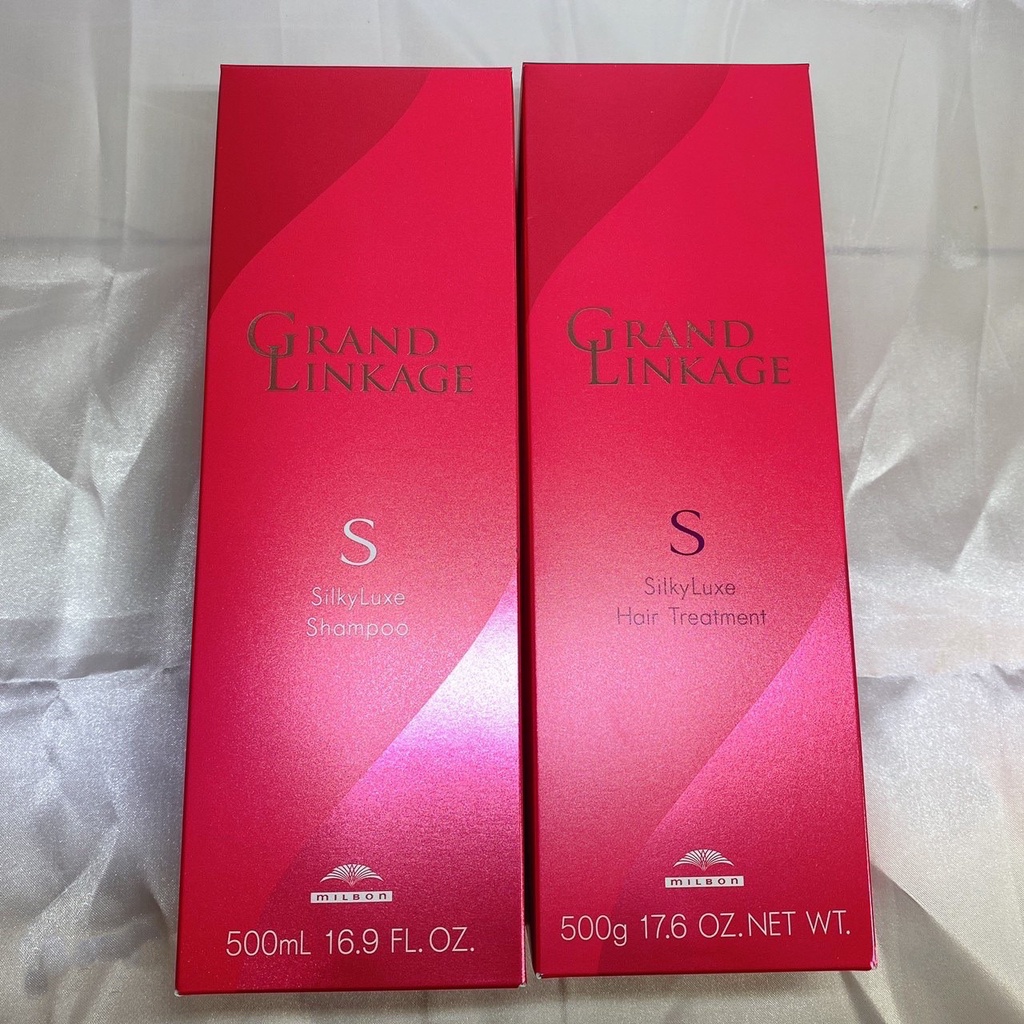 GRAND
LINKAGE
S
SilkyLuxe
Shampoo
MILBON
500mL 16.9 FL.OZ.
GRAND
LINKAGE
S
SilkyLuxe
Hair Treatment
MILBON
500g 17.6 OZ.NET WT.